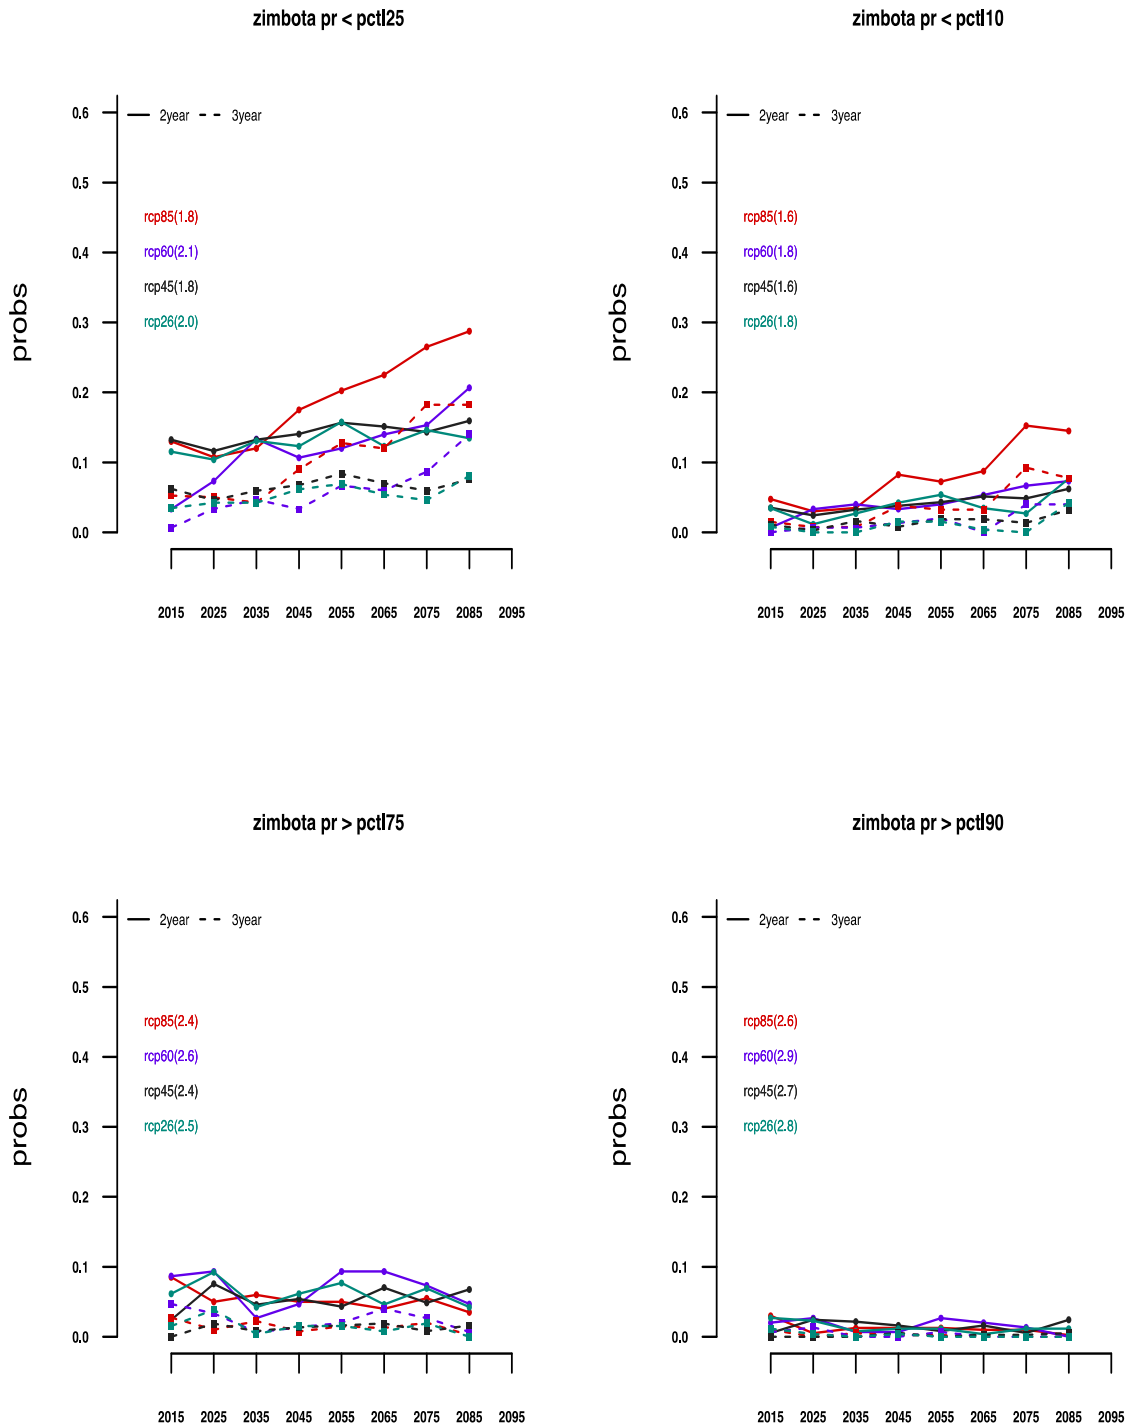 zimbota pr < pctl25
0.6
0.5
0.4
0.3
0.2
0.1
0.0
probs
2year
3year
rcp85(1.8)
rcp60(2.1)
rcp45(1.8)
rcp26(2.0)
2015 2025 2035 2045 2055 2065 2075 2085 2095
zimbota pr < pctl10
0.6
0.5
0.4
0.3
0.2
0.1
0.0
probs
2year
3year
rcp85(1.6)
rcp60(1.8)
rcp45(1.6)
rcp26(1.8)
2015 2025 2035 2045 2055 2065 2075 2085 2095
zimbota pr > pctl75
0.6
0.5
0.4
0.3
0.2
0.1
0.0
probs
2year
3year
rcp85(2.4)
rcp60(2.6)
rcp45(2.4)
rcp26(2.5)
2015 2025 2035 2045 2055 2065 2075 2085 2095
zimbota pr > pctl90
0.6
0.5
0.4
0.3
0.2
0.1
0.0
probs
2year
3year
rcp85(2.6)
rcp60(2.9)
rcp45(2.7)
rcp26(2.8)
2015 2025 2035 2045 2055 2065 2075 2085 2095